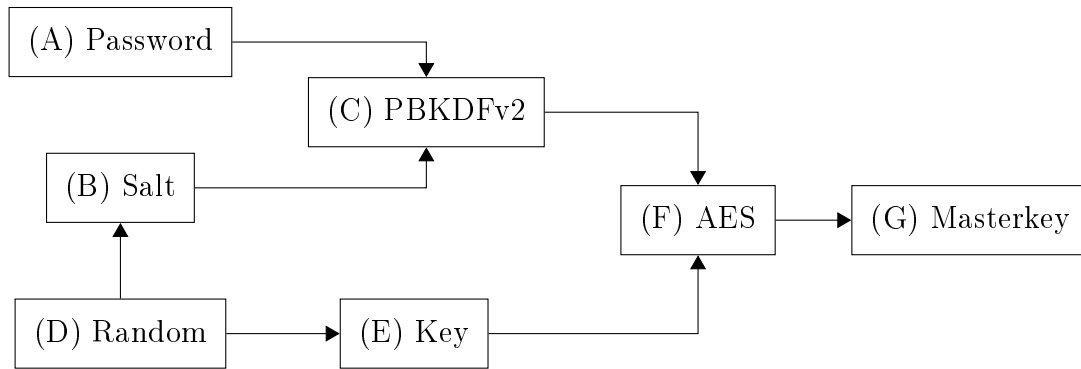 (A) Password
(C) PBKDFv2
(B) Salt
(F) AES
(G) Masterkey
(D) Random
(E) Key